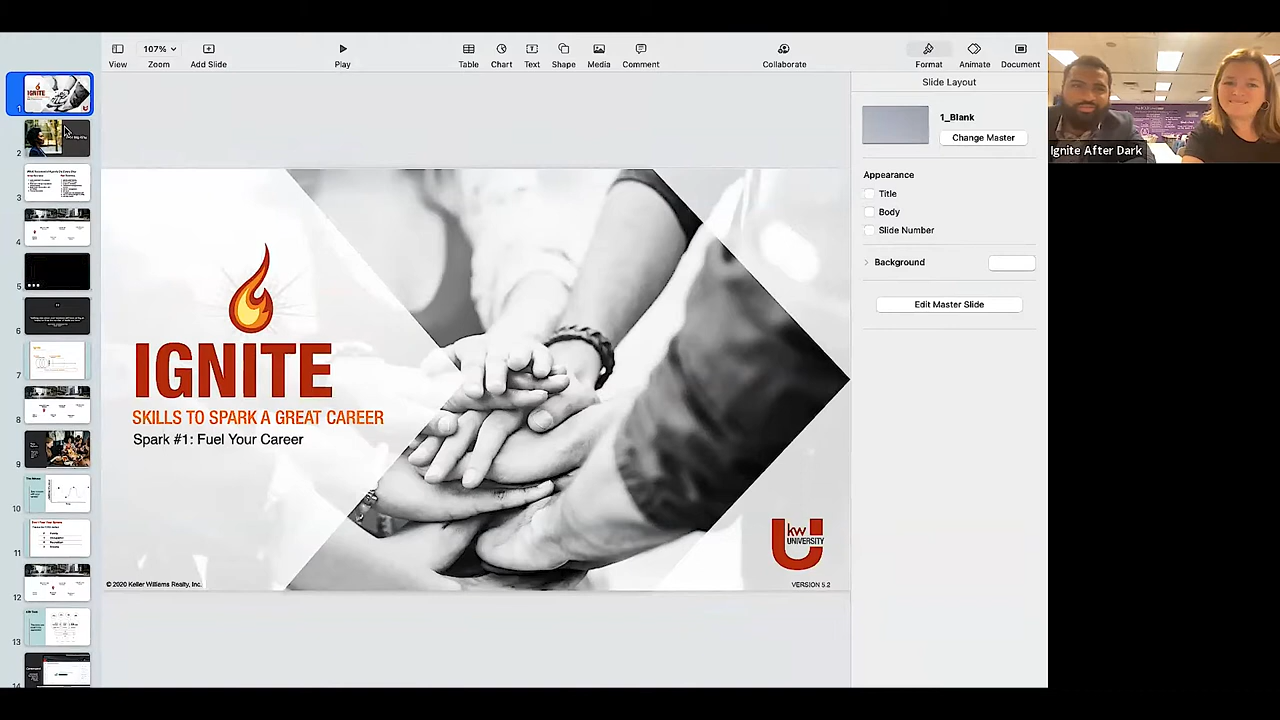 107%
View
Zoom
Add Slide
Play
Table
Chart
Text
Shape
Media
Comment
Collaborate
Format
Animate
Document
Slide Layout
1_Blank
Change Master
Appearance
Title
Body
Slide Number
Background
Edit Master Slide
1
2
3
4
5
6
7
8
9
10
11
12
13
14
IGNITE
SKILLS TO SPARK A GREAT CAREER
Spark #1: Fuel Your Career
kw
UNIVERSITY
© 2020 Keller Williams Realty, Inc.
VERSION 5.2
Ignite After Dark